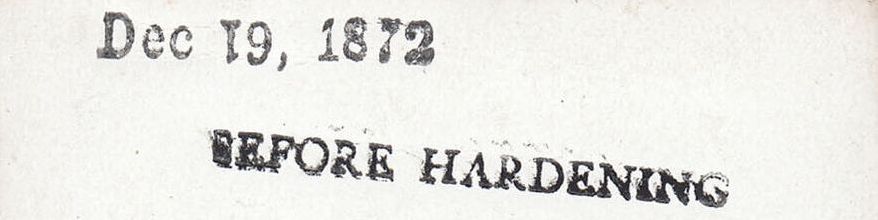 Dec 19, 1872
BEFORE HARDENING